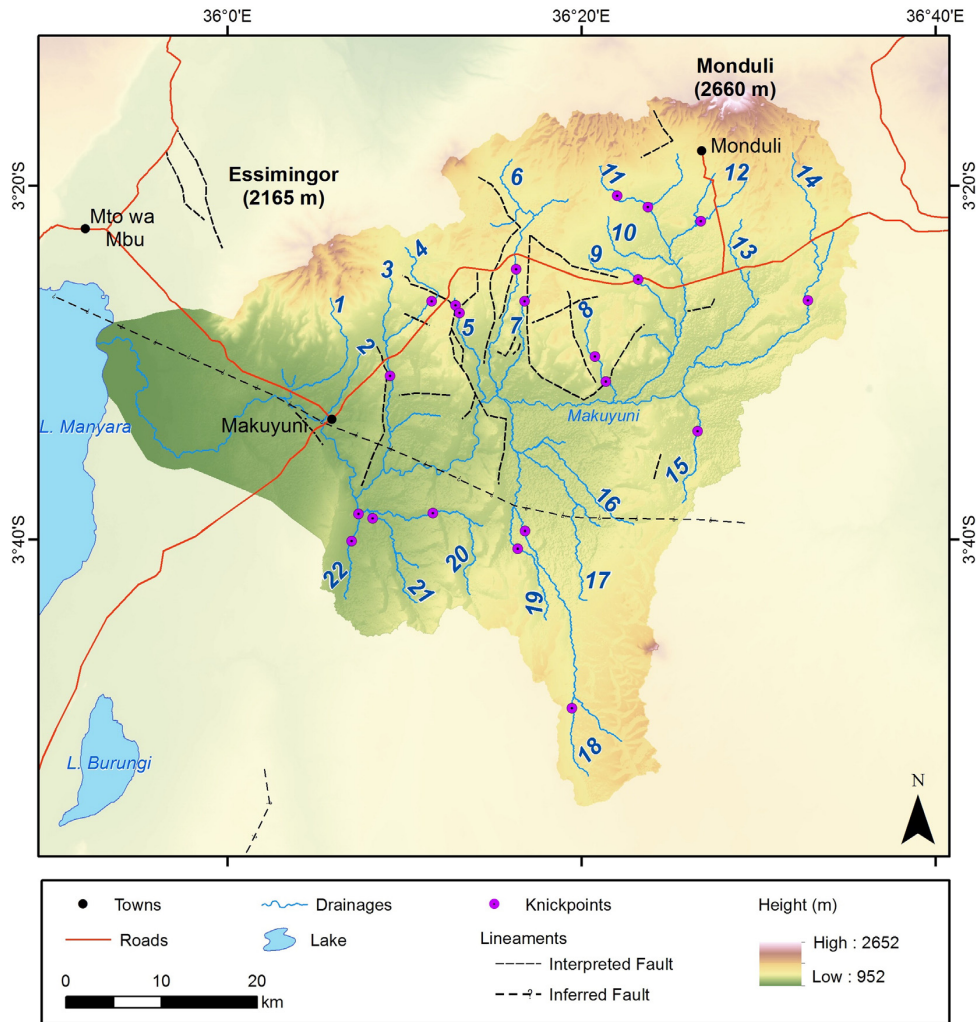 36°0'E
36°20'E
36°40'E
Monduli
(2660 m)
Monduli
3°20'S
3°20'S
Essimingor
(2165 m)
Mto wa
Mbu
6
11
12
14
10
13
9
4
3
1
5
7
8
2
L. Manyara
Makuyuni
Makuyuni
15
16
3°40'S
3°40'S
22
21
20
19
17
18
L. Burungi
N
Towns
Drainages
Knickpoints
Height (m)
Roads
Lake
Lineaments
High : 2652
Interpreted Fault
Low : 952
0 10 20
km
?
Inferred Fault